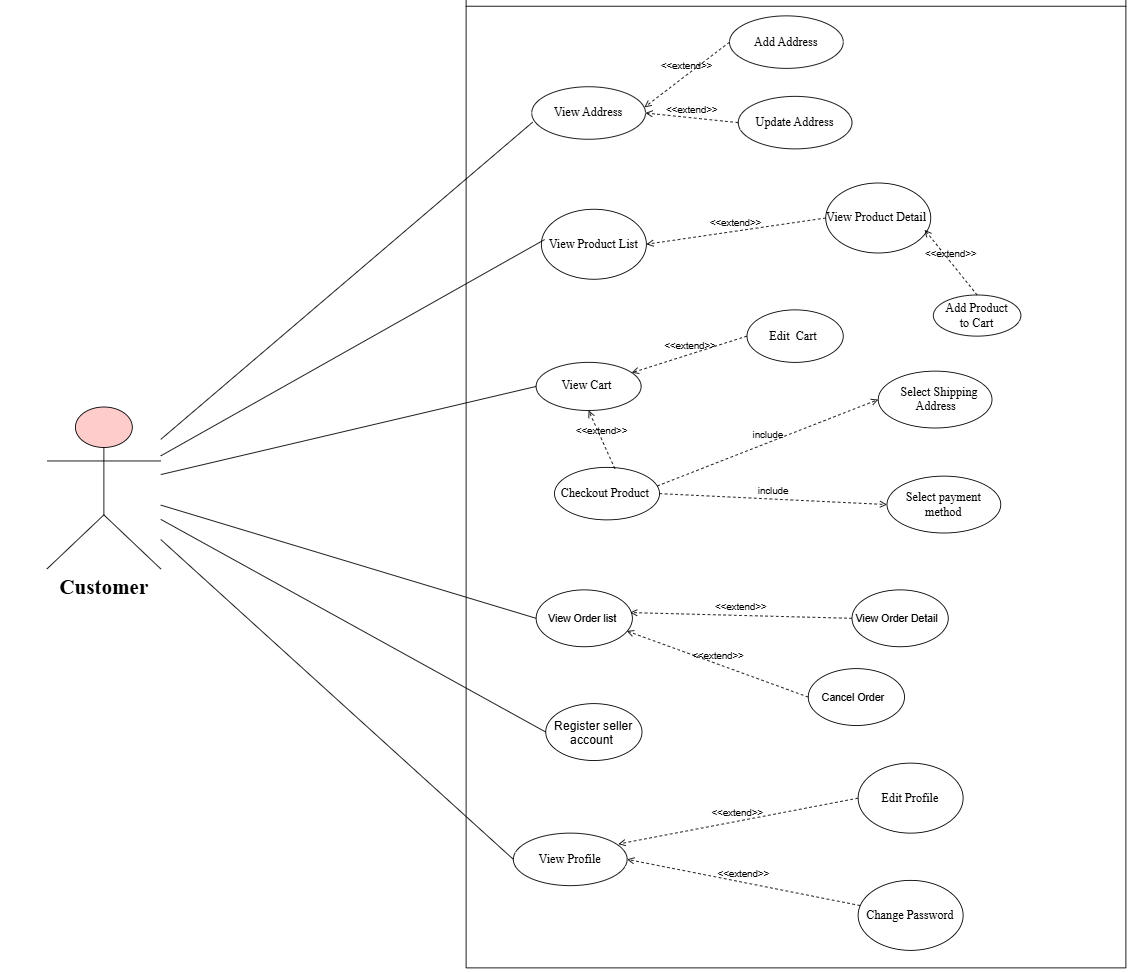 Add Address
<<extend>>
View Address
<<extend>>
Update Address
View Product Detail
<<extend>>
View Product List
<<extend>>
Add Product
to Cart
Edit  Cart
<<extend>>
View Cart
Select Shipping
Address
<<extend>>
include
Checkout Product
include
Select payment
method
Customer
<<extend>>
View Order list
View Order Detail
<<extend>>
Cancel Order
Register seller
account
Edit Profile
<<extend>>
View Profile
<<extend>>
Change Password